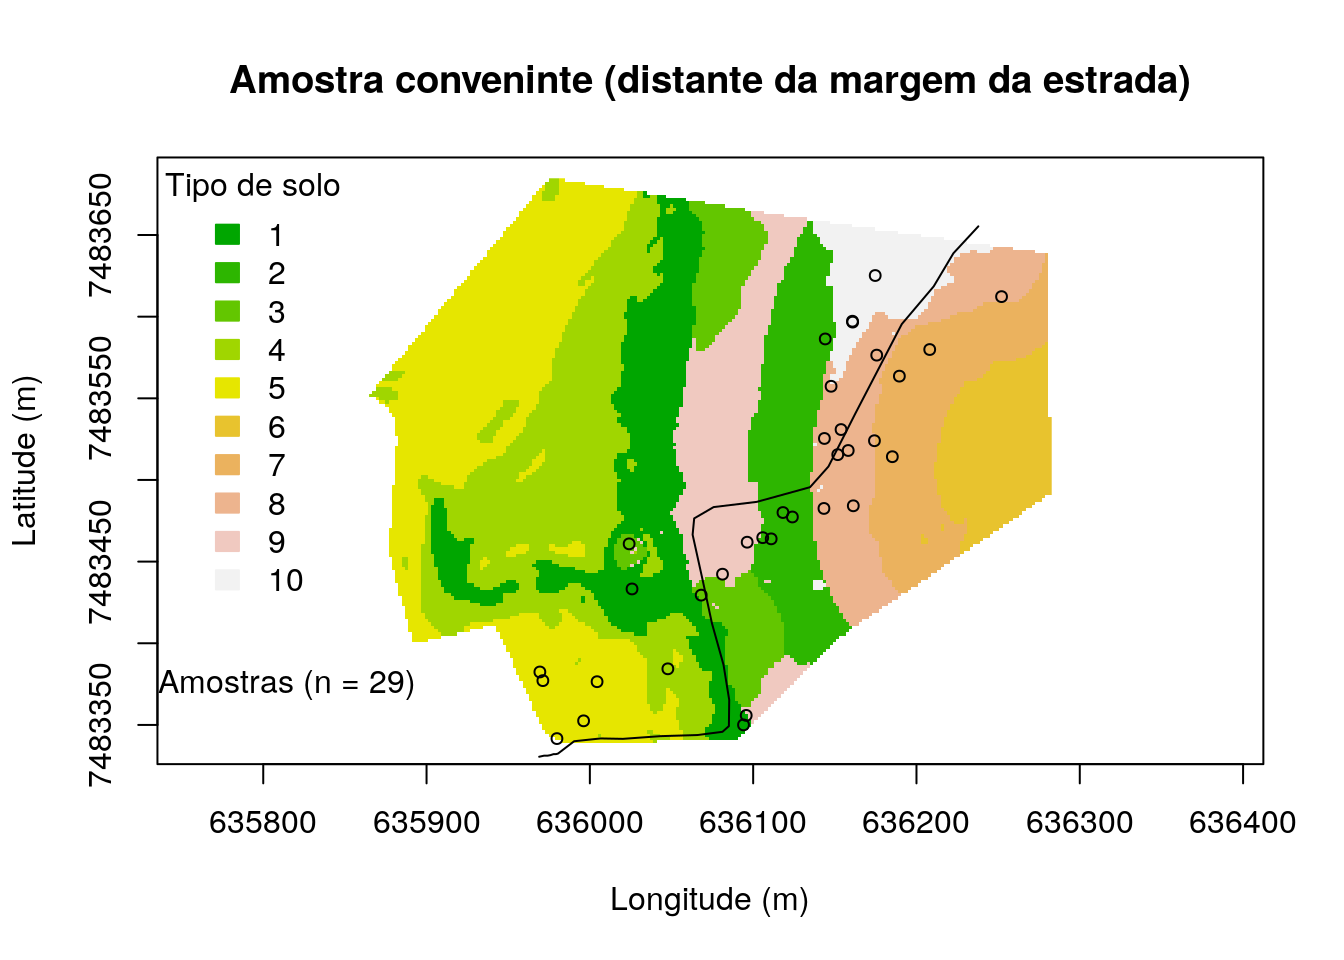 Amostra conveninte (distante da margem da estrada)
Tipo de solo
1
2
3
4
5
6
7
8
9
10
Amostras (n = 29)
Latitude (m)
7483650
7483550
7483450
7483350
635800 635900 636000 636100 636200 636300 636400
Longitude (m)